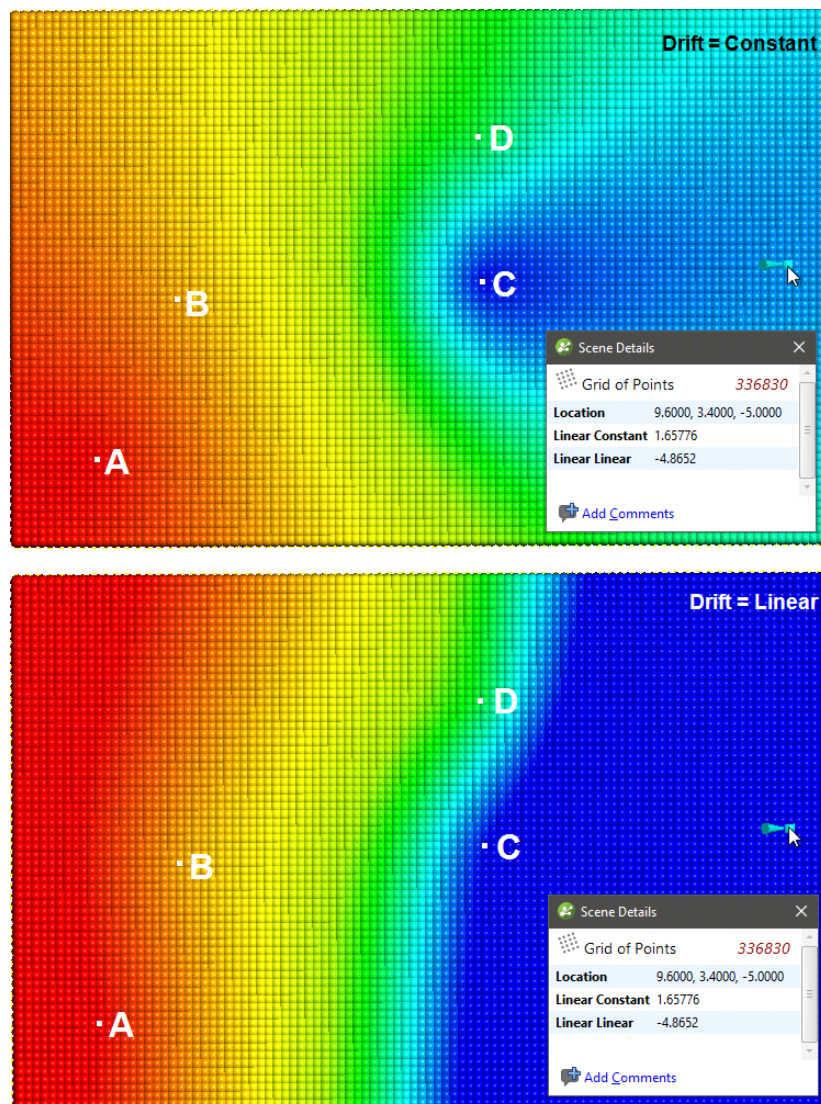 Drift = Constant
D
C
B
A
Scene Details
Grid of Points 336830
Location 9.6000, 3.4000, -5.0000
Linear Constant 1.65776
Linear Linear -4.8652
Add Comments
Drift = Linear
D
C
B
A
Scene Details
Grid of Points 336830
Location 9.6000, 3.4000, -5.0000
Linear Constant 1.65776
Linear Linear -4.8652
Add Comments